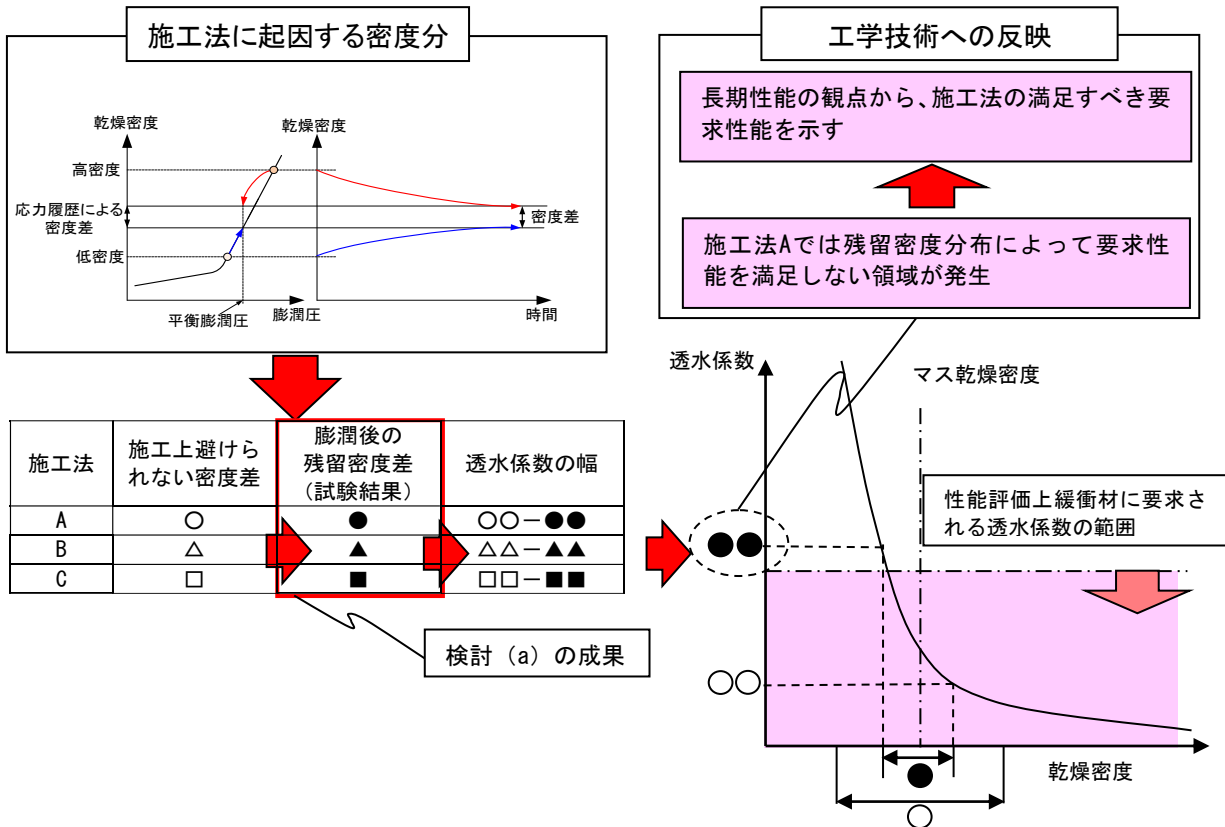 施工法に起因する密度分
乾燥密度
乾燥密度
高密度
応力履歴による
密度差
低密度
密度差
平衡膨潤圧
膨潤圧
時間
工学技術への反映
長期性能の観点から、施工法の満足すべき要
求性能を示す
施工法Aでは残留密度分布によって要求性
能を満足しない領域が発生
施工法
施工上避けら
れない密度差
膨潤後の
残留密度差
(試験結果)
透水係数の幅
A ○ ● ○○－●●
B △ ▲ △△－▲▲
C □ ■ □□－■■
検討（a）の成果
透水係数
マス乾燥密度
性能評価上緩衝材に要求さ
れる透水係数の範囲
●●
○○
乾燥密度
●
○